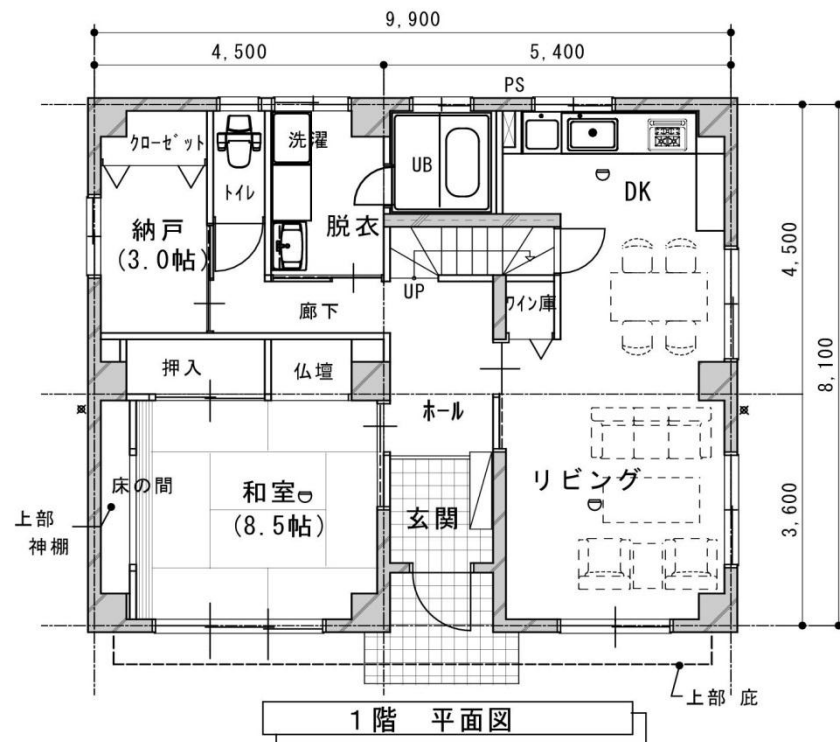 9,900
4,500
5,400
PS
クローゼット
洗濯
トイレ
UB
DK
脱衣
納戸
(3.0帖)
4,500
UP
ワイン庫
廊下
8,100
押入
仏壇
ホール
床の間
和室
(8.5帖)
リビング
玄関
上部
神棚
3,600
上部 庇
1階 平面図